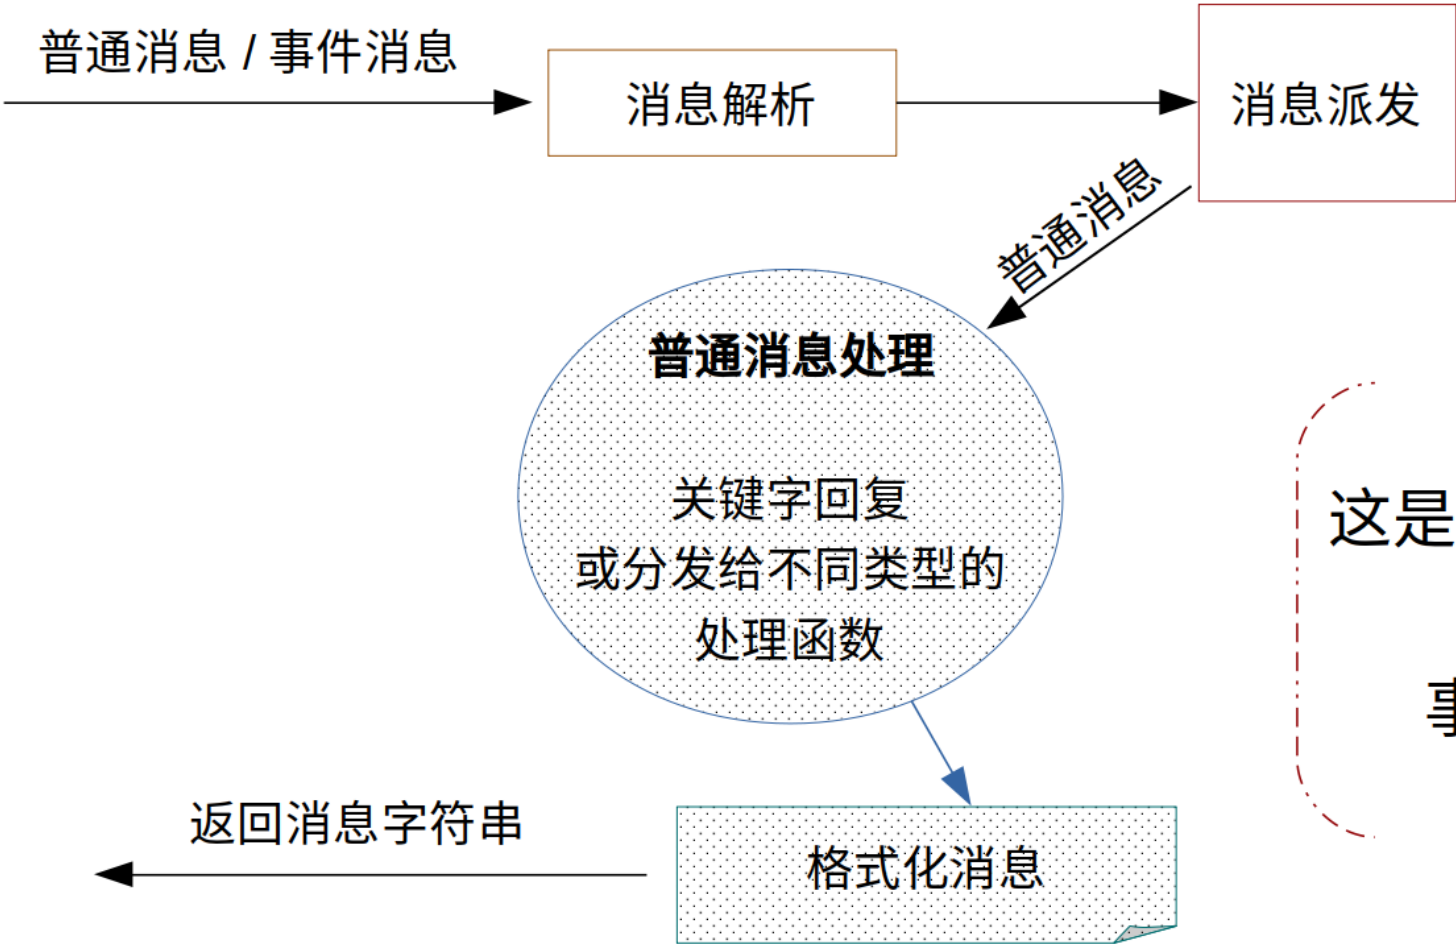 普通消息 / 事件消息
消息解析
消息派发
普通消息
普通消息处理
关键字回复
或分发给不同类型的
处理函数
这是
返回消息字符串
格式化消息